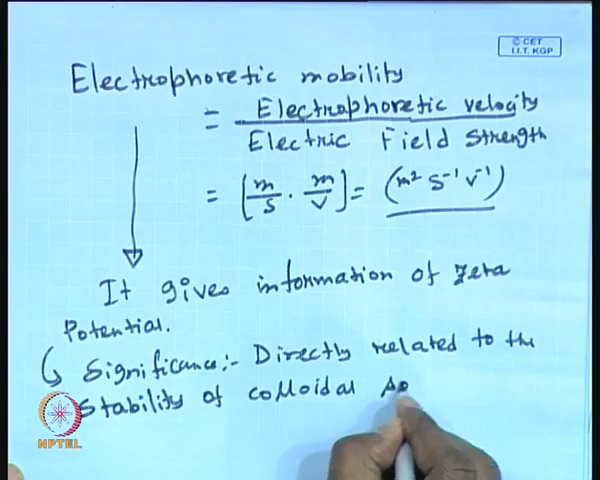 © CET
I.I.T. KGP
Electrophoretic mobility
= Electrophoretic velocity
Electric Field Strength
= [m/s · m/V] = (m² s⁻¹ v⁻¹)
It gives information of zeta
Potential.
Significance:- Directly related to the
Stability of colloidal
NPTEL